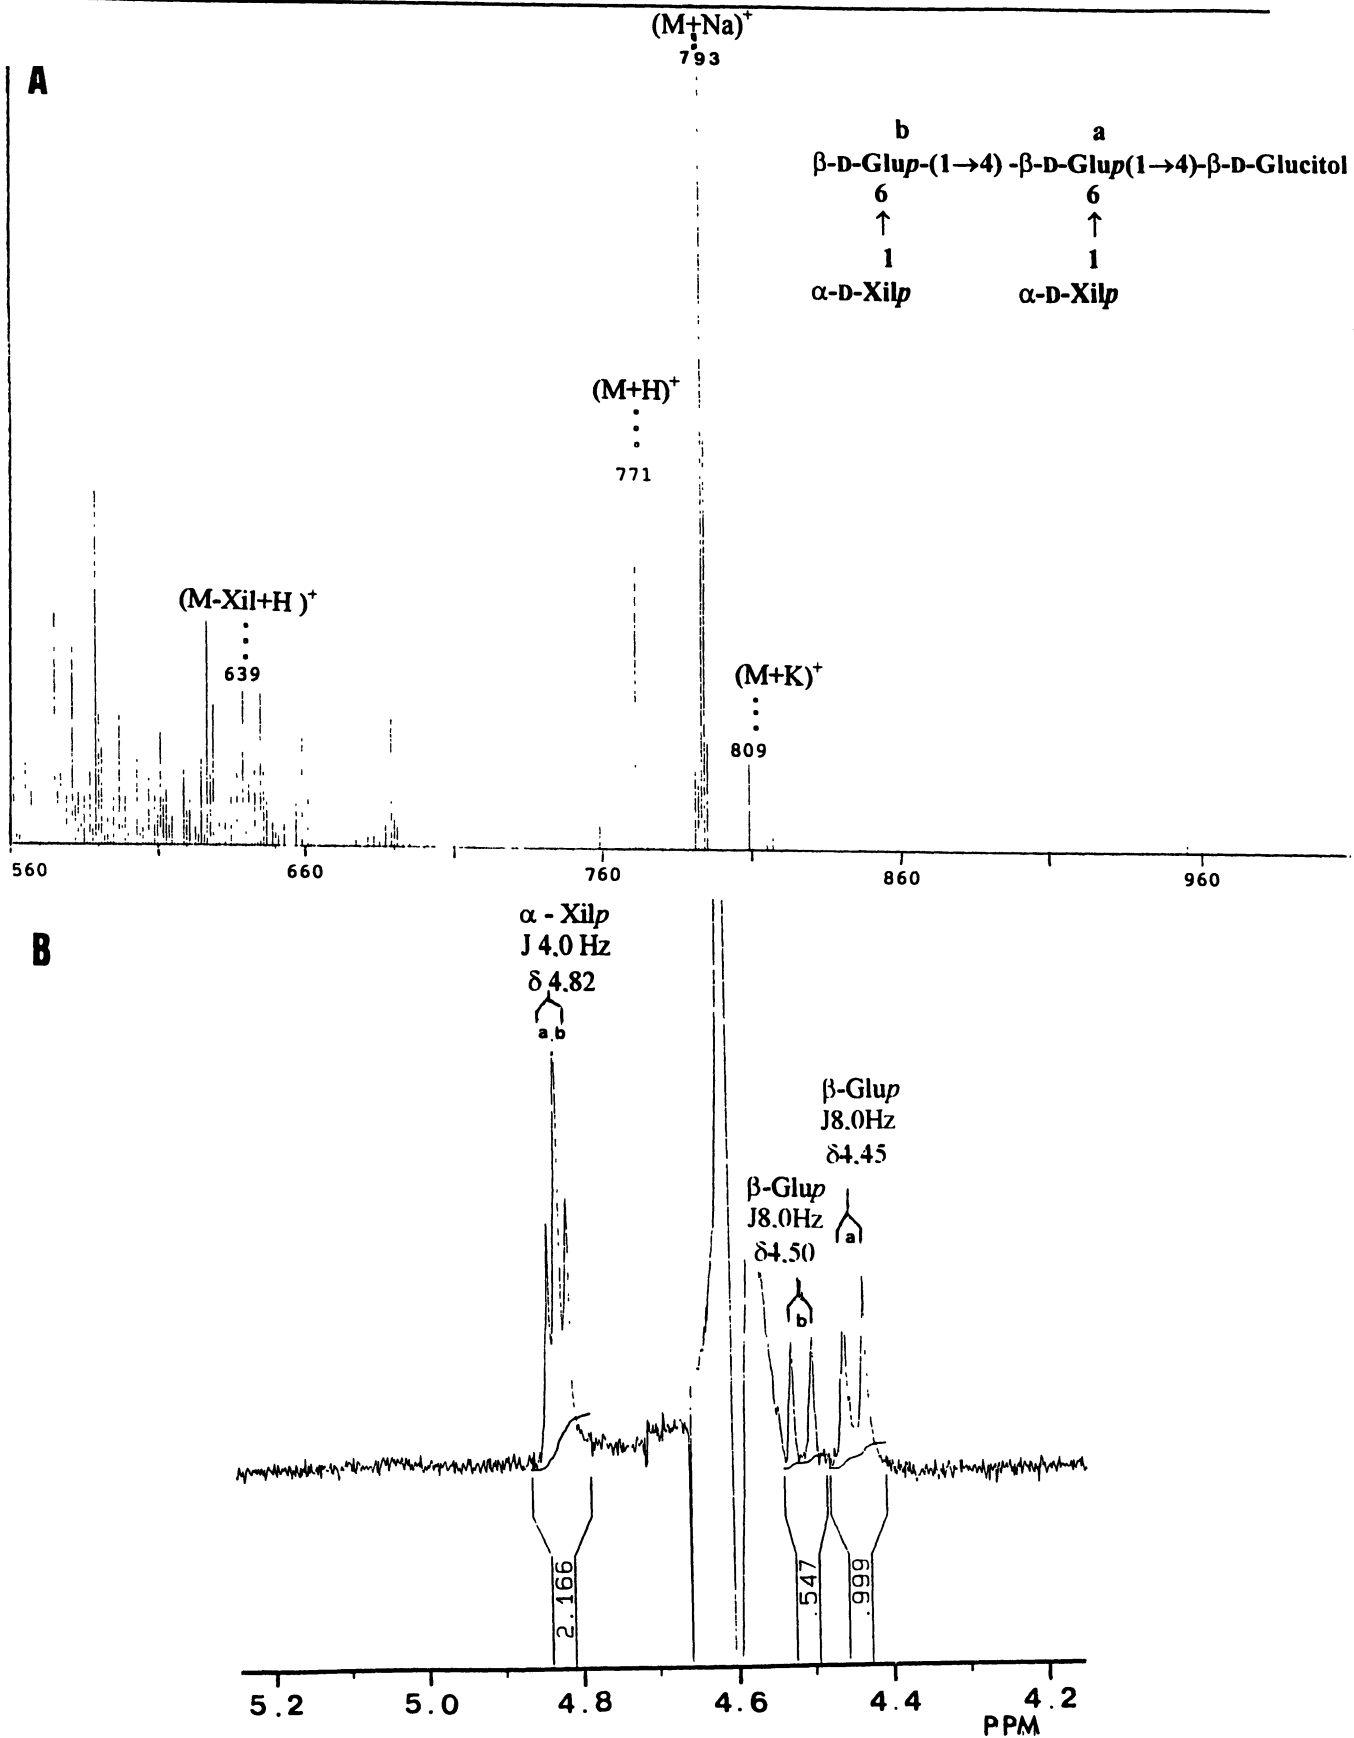 (M+Na)⁺
793
A
b a
β-D-Glup-(1→4) -β-D-Glup(1→4)-β-D-Glucitol
6 6
↑ ↑
1 1
α-D-Xilp α-D-Xilp
(M+H)⁺
771
(M-Xil+H )⁺
639
(M+K)⁺
809
560 660 760 860 960
B
α - Xilp
J 4.0 Hz
δ 4.82
a b
β-Glup
J8.0Hz
δ4.45
a
β-Glup
J8.0Hz
δ4.50
b
2.166
.547
.999
5.2 5.0 4.8 4.6 4.4 4.2
PPM